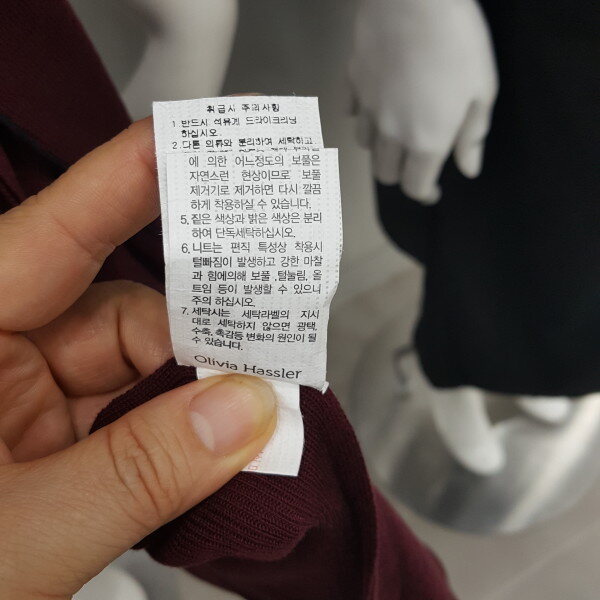 취급시 주의사항
1. 반드시 석유계 드라이크리닝
하십시오.
2. 다른 의류와 분리하여 세탁하고
에 의한 어느정도의 보풀은
자연스런 현상이므로 보풀
제거기로 제거하면 다시 깔끔
하게 착용하실 수 있습니다.
5. 짙은 색상과 밝은 색상은 분리
하여 단독세탁하십시오.
6. 니트는 편직 특성상 착용시
털빠짐이 발생하고 강한 마찰
과 힘에의해 보풀 ,털눌림, 올
트임 등이 발생할 수 있으니
주의 하십시오.
7. 세탁시는 세탁라벨의 지시
대로 세탁하지 않으면 광택,
수축, 촉감등 변화의 원인이 될
수 있습니다.
Olivia Hassler